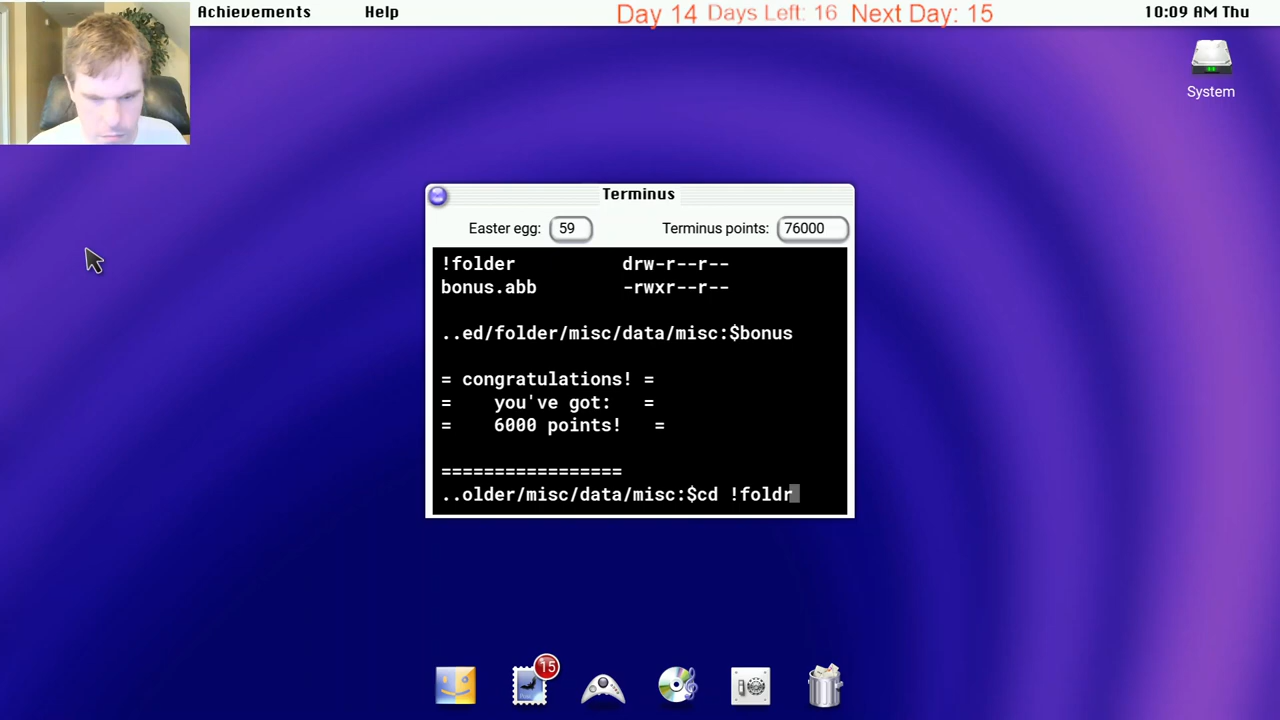 Achievements Help Day 14 Days Left: 16 Next Day: 15 10:09 AM Thu
System
Terminus
Easter egg: 59 Terminus points: 76000
!folder drw-r--r--
bonus.abb -rwxr--r--
..ed/folder/misc/data/misc:$bonus
= congratulations! =
= you've got: =
= 6000 points! =
=================
..older/misc/data/misc:$cd !foldr
15